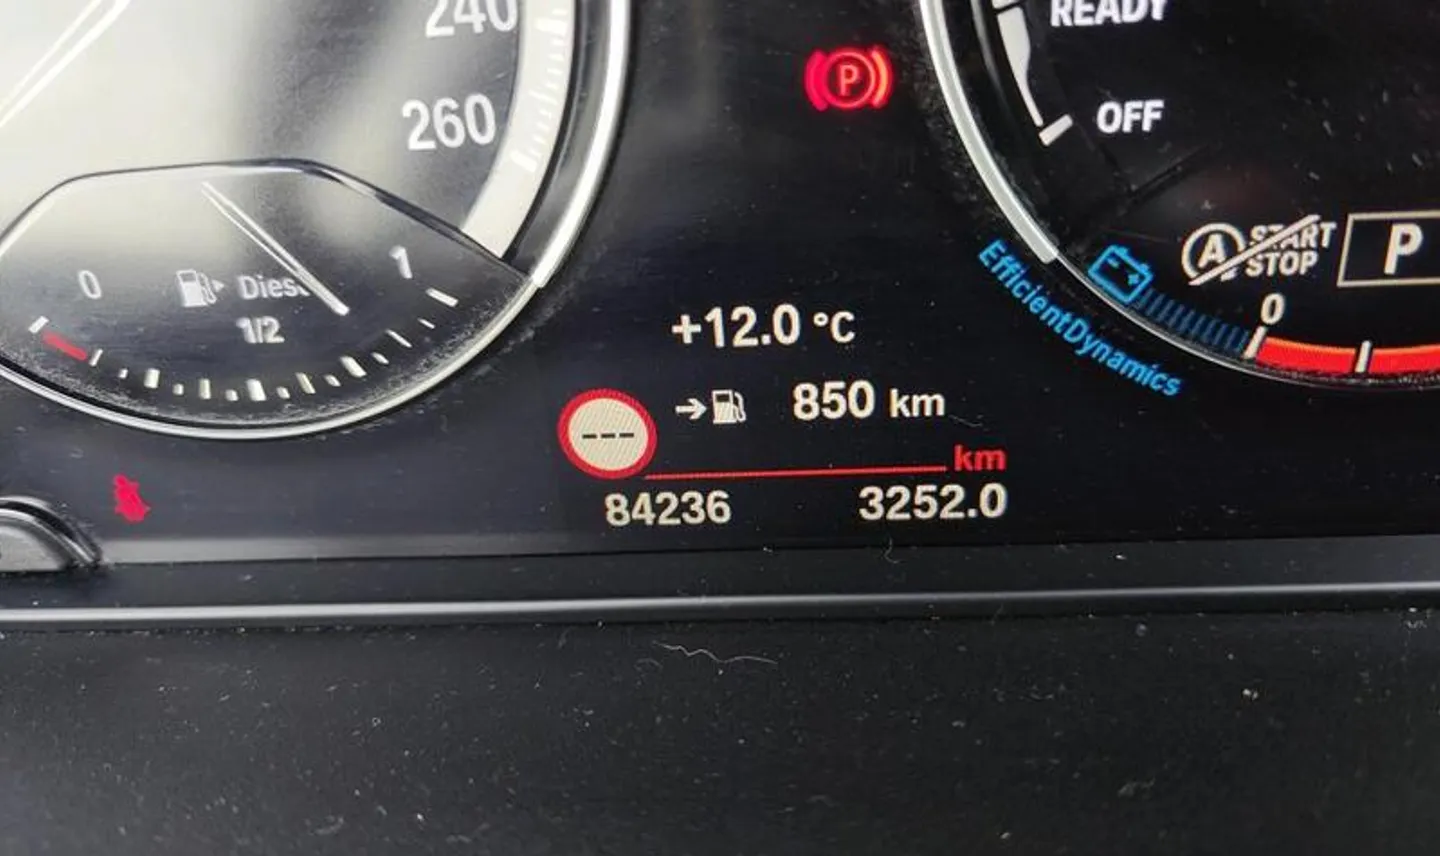 240
260
READY
OFF
P
A START STOP
P
EfficientDynamics
0
0
1
Dies
1/2
+12.0 °C
850 km
---
km
84236
3252.0